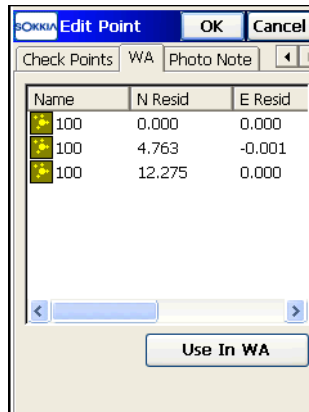 SOKKIA Edit Point OK Cancel
Check Points WA Photo Note
Name N Resid E Resid
100 0.000 0.000
100 4.763 -0.001
100 12.275 0.000
Use In WA